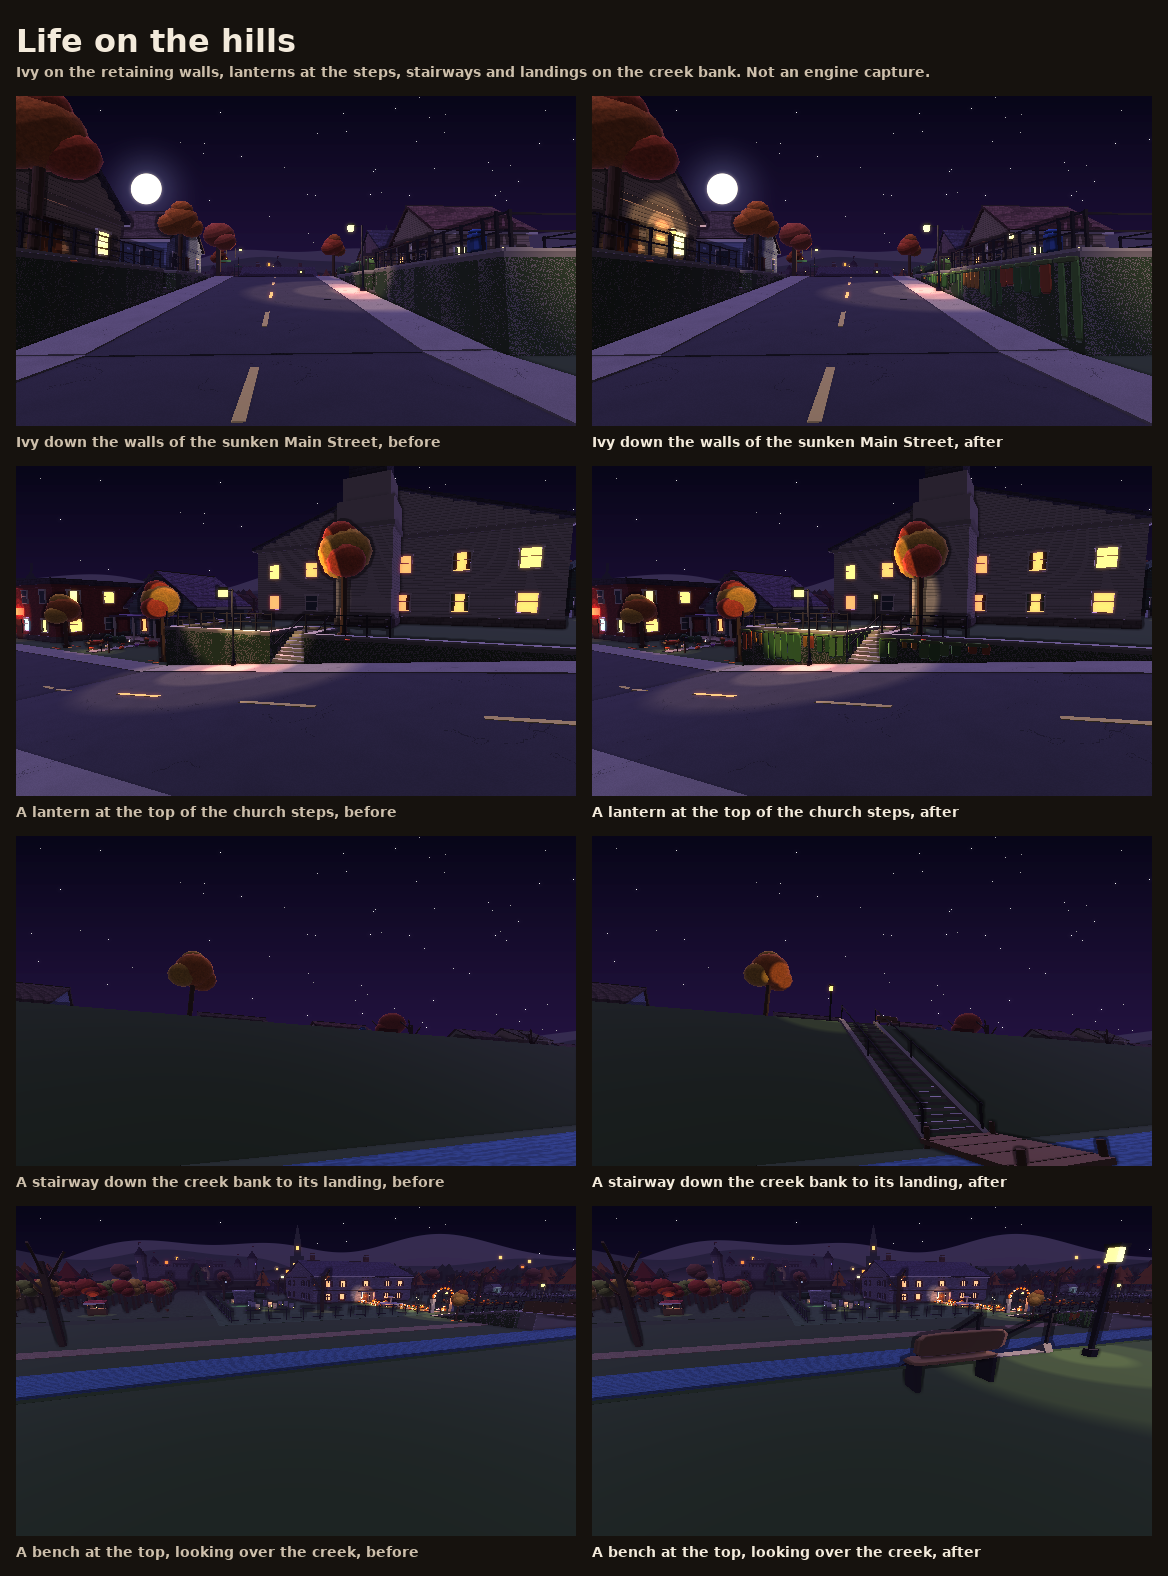 Life on the hills
Ivy on the retaining walls, lanterns at the steps, stairways and landings on the creek bank. Not an engine capture.
Ivy down the walls of the sunken Main Street, before
Ivy down the walls of the sunken Main Street, after
A lantern at the top of the church steps, before
A lantern at the top of the church steps, after
A stairway down the creek bank to its landing, before
A stairway down the creek bank to its landing, after
A bench at the top, looking over the creek, before
A bench at the top, looking over the creek, after